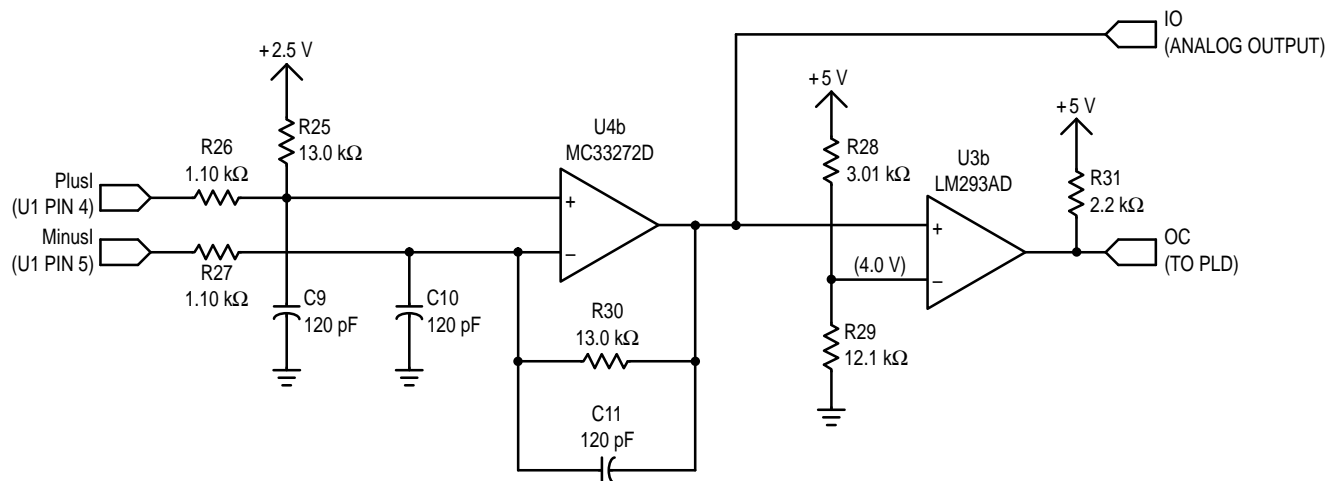 IO
(ANALOG OUTPUT)
+2.5 V
+5 V
+5 V
R25
13.0 kΩ
U4b
MC33272D
R28
3.01 kΩ
U3b
LM293AD
R31
2.2 kΩ
R26
1.10 kΩ
PlusI
(U1 PIN 4)
+
+
MinusI
(U1 PIN 5)
−
(4.0 V)
−
OC
(TO PLD)
R27
1.10 kΩ
C9
120 pF
C10
120 pF
R30
13.0 kΩ
R29
12.1 kΩ
C11
120 pF